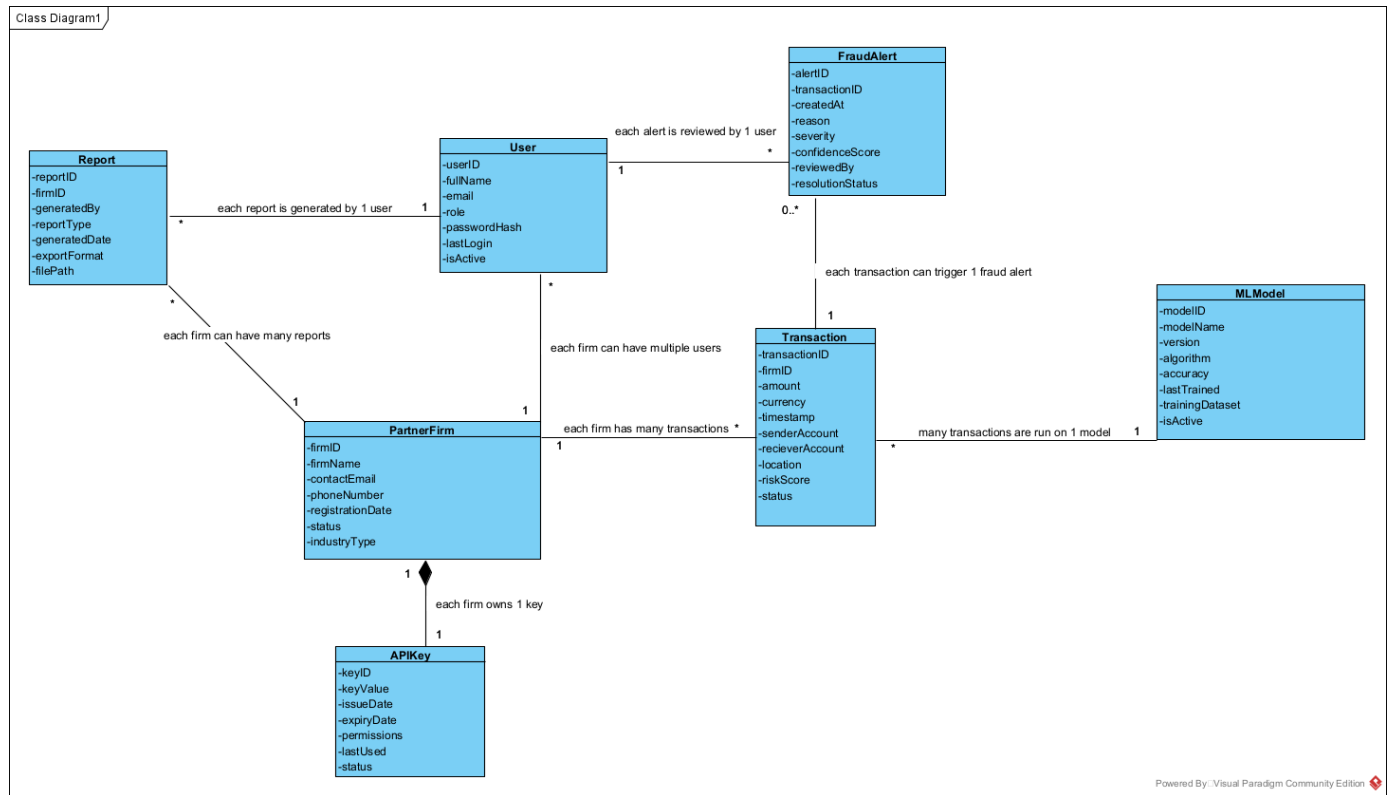 Class Diagram1
FraudAlert
-alertID
-transactionID
-createdAt
-reason
-severity
-confidenceScore
-reviewedBy
-resolutionStatus
each alert is reviewed by 1 user
1
*
User
-userID
-fullName
-email
-role
-passwordHash
-lastLogin
-isActive
Report
-reportID
-firmID
-generatedBy
-reportType
-generatedDate
-exportFormat
-filePath
each report is generated by 1 user
*
1
0..*
each transaction can trigger 1 fraud alert
1
MLModel
-modelID
-modelName
-version
-algorithm
-accuracy
-lastTrained
-trainingDataset
-isActive
*
each firm can have many reports
1
*
each firm can have multiple users
1
Transaction
-transactionID
-firmID
-amount
-currency
-timestamp
-senderAccount
-recieverAccount
-location
-riskScore
-status
each firm has many transactions
*
1
many transactions are run on 1 model
1
*
PartnerFirm
-firmID
-firmName
-contactEmail
-phoneNumber
-registrationDate
-status
-industryType
1
each firm owns 1 key
1
APIKey
-keyID
-keyValue
-issueDate
-expiryDate
-permissions
-lastUsed
-status
Powered By Visual Paradigm Community Edition